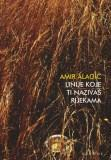 AMIR ALAGIĆ
LINIJE KOJE
TI NAZIVAŠ
RIJEKAMA